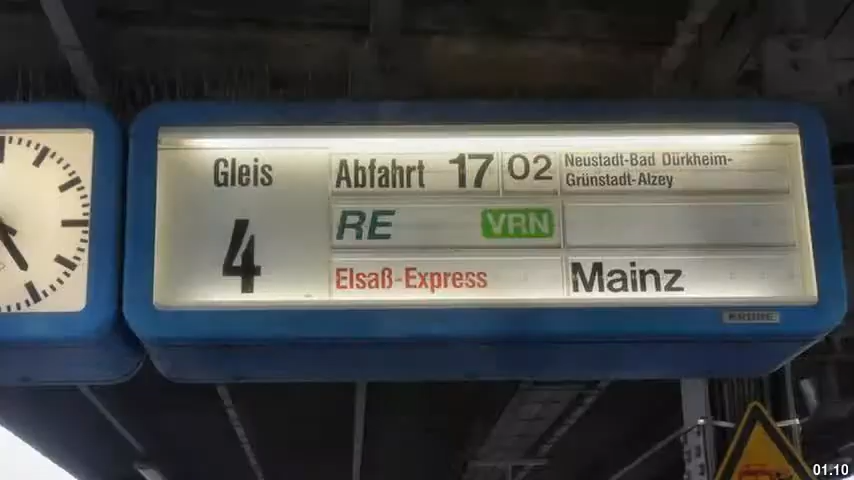 Gleis
4
Abfahrt 17 02
Neustadt-Bad Dürkheim-
Grünstadt-Alzey
RE VRN
Elsaß-Express
Mainz
KRONE
01.10